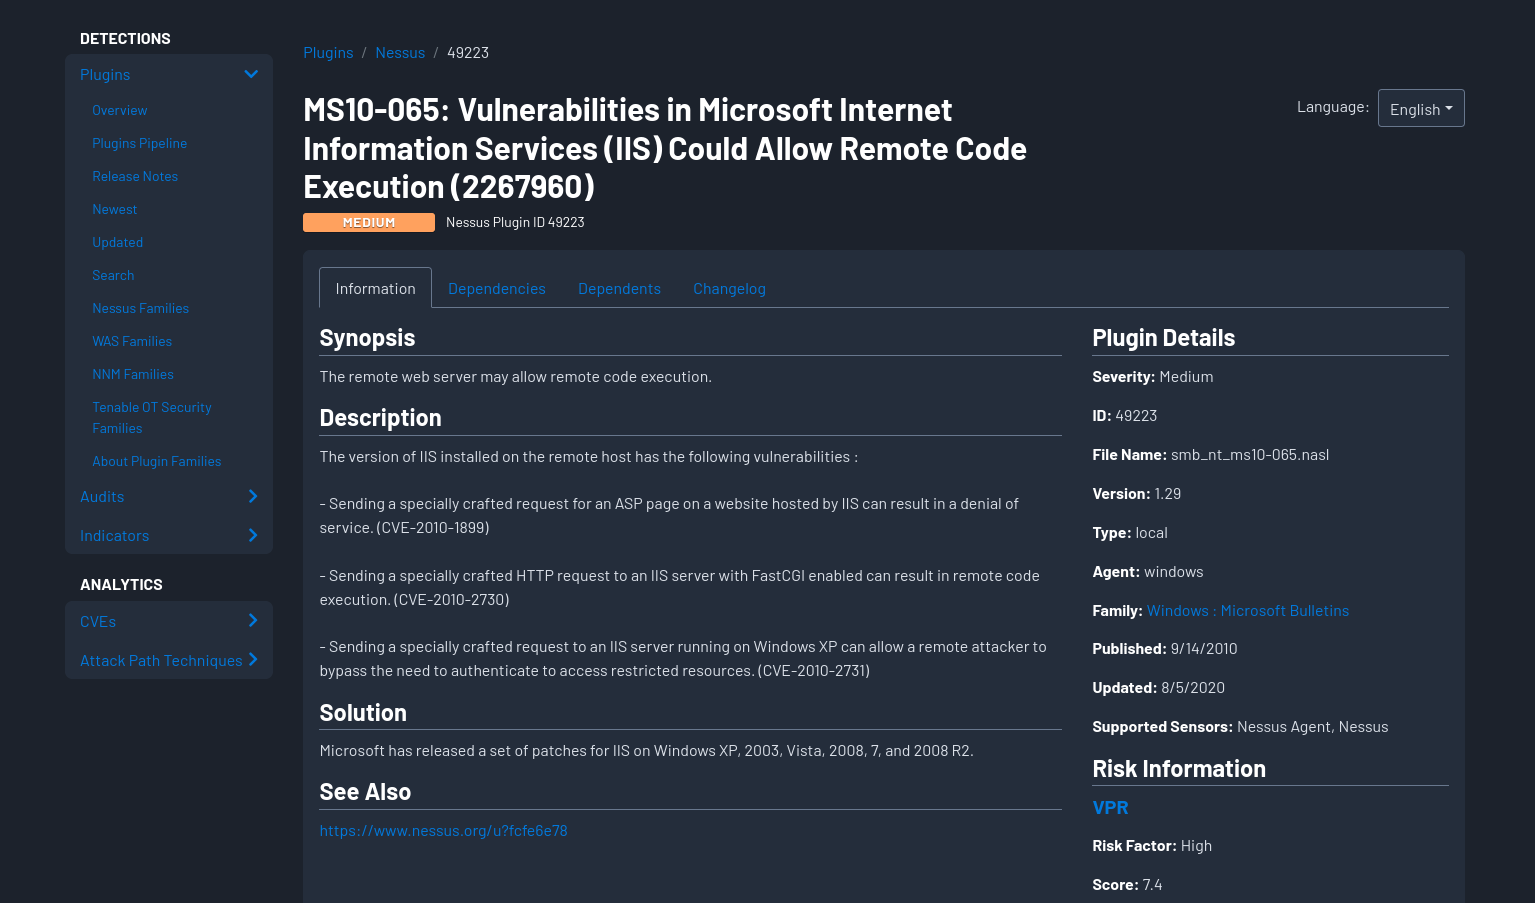 DETECTIONS
Plugins
Overview
Plugins Pipeline
Release Notes
Newest
Updated
Search
Nessus Families
WAS Families
NNM Families
Tenable OT Security
Families
About Plugin Families
Audits
Indicators
ANALYTICS
CVEs
Attack Path Techniques
Plugins / Nessus / 49223
MS10-065: Vulnerabilities in Microsoft Internet
Information Services (IIS) Could Allow Remote Code
Execution (2267960)
Language: English
MEDIUM Nessus Plugin ID 49223
Information Dependencies Dependents Changelog
Synopsis
The remote web server may allow remote code execution.
Description
The version of IIS installed on the remote host has the following vulnerabilities :
- Sending a specially crafted request for an ASP page on a website hosted by IIS can result in a denial of
service. (CVE-2010-1899)
- Sending a specially crafted HTTP request to an IIS server with FastCGI enabled can result in remote code
execution. (CVE-2010-2730)
- Sending a specially crafted request to an IIS server running on Windows XP can allow a remote attacker to
bypass the need to authenticate to access restricted resources. (CVE-2010-2731)
Solution
Microsoft has released a set of patches for IIS on Windows XP, 2003, Vista, 2008, 7, and 2008 R2.
See Also
https://www.nessus.org/u?fcfe6e78
Plugin Details
Severity: Medium
ID: 49223
File Name: smb_nt_ms10-065.nasl
Version: 1.29
Type: local
Agent: windows
Family: Windows : Microsoft Bulletins
Published: 9/14/2010
Updated: 8/5/2020
Supported Sensors: Nessus Agent, Nessus
Risk Information
VPR
Risk Factor: High
Score: 7.4